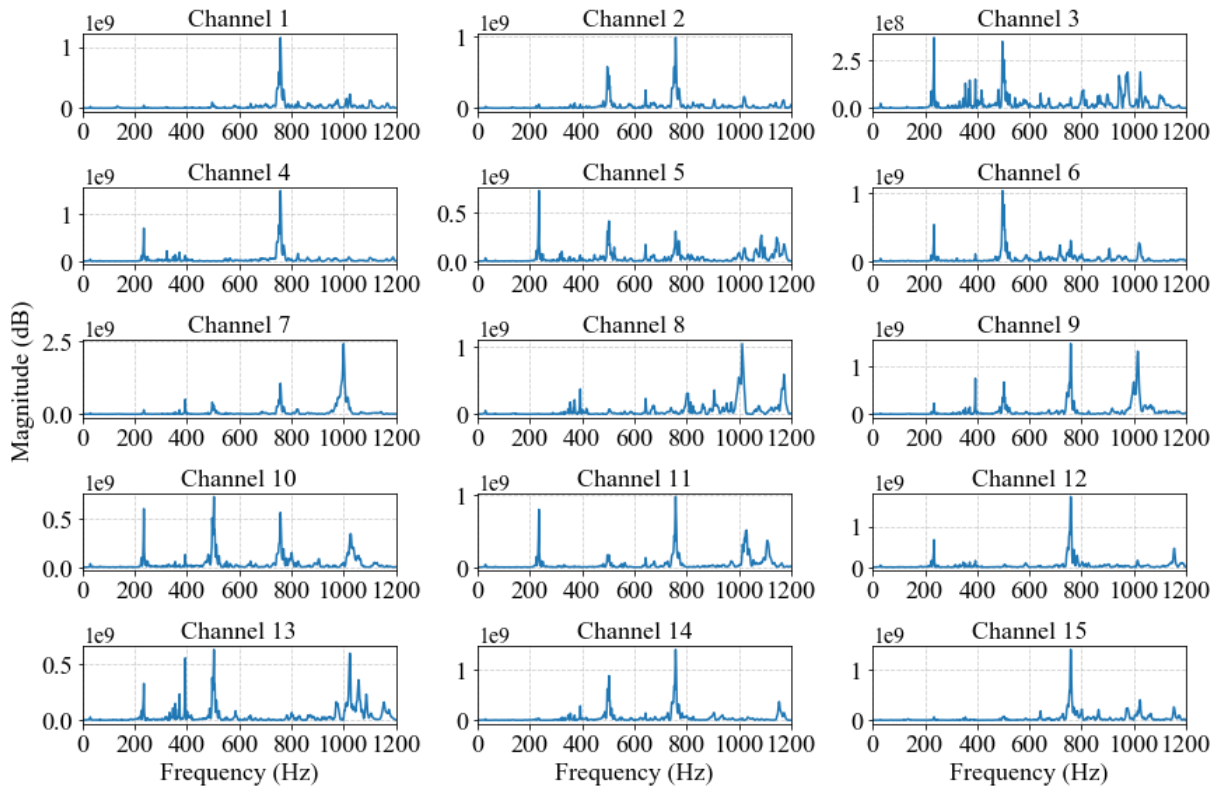 Channel 1 Channel 2 Channel 3
1e9 1e9 1e8
1 1 2.5
0 0 0
0 200 400 600 800 1000 1200 0 200 400 600 800 1000 1200 0 200 400 600 800 1000 1200
Channel 4 Channel 5 Channel 6
1e9 1e9 1e9
1 0.5 1
0 0.0 0
0 200 400 600 800 1000 1200 0 200 400 600 800 1000 1200 0 200 400 600 800 1000 1200
Magnitude (dB)
Channel 7 Channel 8 Channel 9
1e9 1e9 1e9
2.5 1 1
0.0 0 0
0 200 400 600 800 1000 1200 0 200 400 600 800 1000 1200 0 200 400 600 800 1000 1200
Channel 10 Channel 11 Channel 12
1e9 1e9 1e9
0.5 1 1
0.0 0 0
0 200 400 600 800 1000 1200 0 200 400 600 800 1000 1200 0 200 400 600 800 1000 1200
Channel 13 Channel 14 Channel 15
1e9 1e9 1e9
0.5 1 1
0.0 0 0
0 200 400 600 800 1000 1200 0 200 400 600 800 1000 1200 0 200 400 600 800 1000 1200
Frequency (Hz) Frequency (Hz) Frequency (Hz)